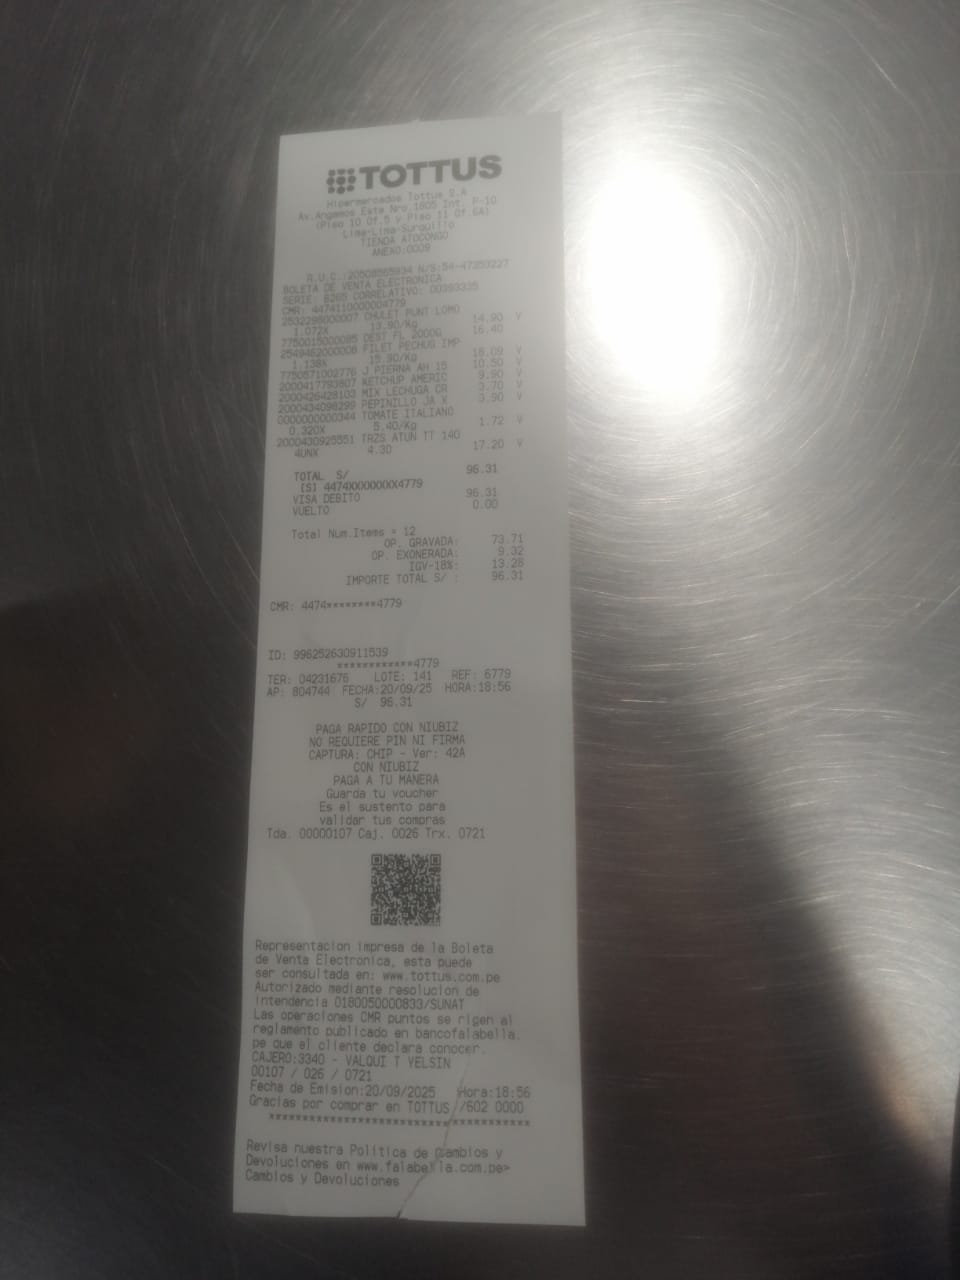 TOTTUS
Hipermercados Tottus S.A
Av.Angamos Este Nro.1805 Int. P-10
(Piso 10 Of.5 y Piso 11 Of.6A)
Lima-Lima-Surquillo
TIENDA ATOCONGO
ANEXO:0009
R.U.C.:20508565934 N/S:54-47253227
BOLETA DE VENTA ELECTRONICA
SERIE: B265 CORRELATIVO: 00393335
CMR: 4474110000004779
2532296000007 CHULET PUNT LOMO
1.072X 13.90/Kg 14.90 V
7750015000085 DEST FL 2000G 16.40
2549462000008 FILET PECHUG IMP
1.138X 15.90/Kg 18.09 V
7750571002776 J PIERNA AH 15 10.50 V
2000417793807 KETCHUP AMERIC 9.90 V
2000426428103 MIX LECHUGA CR 3.70 V
2000434098299 PEPINILLO JA X 3.90 V
0000000000344 TOMATE ITALIANO
0.320X 5.40/Kg 1.72 V
2000430925551 TRZS ATUN TT 140
4UNX 4.30 17.20 V
TOTAL S/ 96.31
[S] 4474XXXXXXXX4779
VISA DEBITO 96.31
VUELTO 0.00
Total Num.Items = 12
OP. GRAVADA: 73.71
OP. EXONERADA: 9.32
IGV-18%: 13.28
IMPORTE TOTAL S/ : 96.31
CMR: 4474********4779
ID: 996252630911539
************4779
TER: 04231676 LOTE: 141 REF: 6779
AP: 804744 FECHA:20/09/25 HORA:18:56
S/ 96.31
PAGA RAPIDO CON NIUBIZ
NO REQUIERE PIN NI FIRMA
CAPTURA: CHIP - Ver: 42A
CON NIUBIZ
PAGA A TU MANERA
Guarda tu voucher
Es el sustento para
validar tus compras
Tda. 00000107 Caj. 0026 Trx. 0721
Representacion impresa de la Boleta
de Venta Electronica, esta puede
ser consultada en: www.tottus.com.pe
Autorizado mediante resolucion de
intendencia 0180050000833/SUNAT
Las operaciones CMR puntos se rigen al
reglamento publicado en bancofalabella.
pe que el cliente declara conocer.
CAJERO:3340 - VALQUI T YELSIN
00107 / 026 / 0721
Fecha de Emision:20/09/2025 Hora:18:56
Gracias por comprar en TOTTUS /602 0000
********************************
Revisa nuestra Politica de Cambios y
Devoluciones en www.falabella.com.pe>
Cambios y Devoluciones